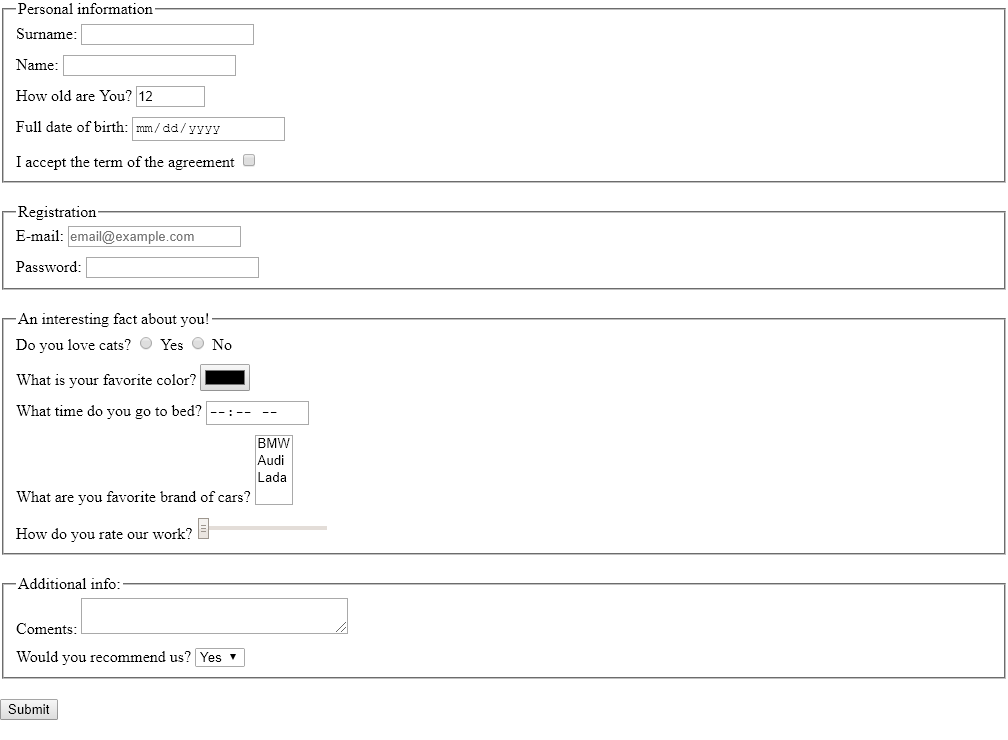 Personal information
Surname:
Name:
How old are You? 12
Full date of birth: mm/dd/yyyy
I accept the term of the agreement
Registration
E-mail: email@example.com
Password:
An interesting fact about you!
Do you love cats? Yes No
What is your favorite color?
What time do you go to bed? --:-- --
BMW
Audi
Lada
What are you favorite brand of cars?
How do you rate our work?
Additional info:
Coments:
Would you recommend us? Yes
Submit